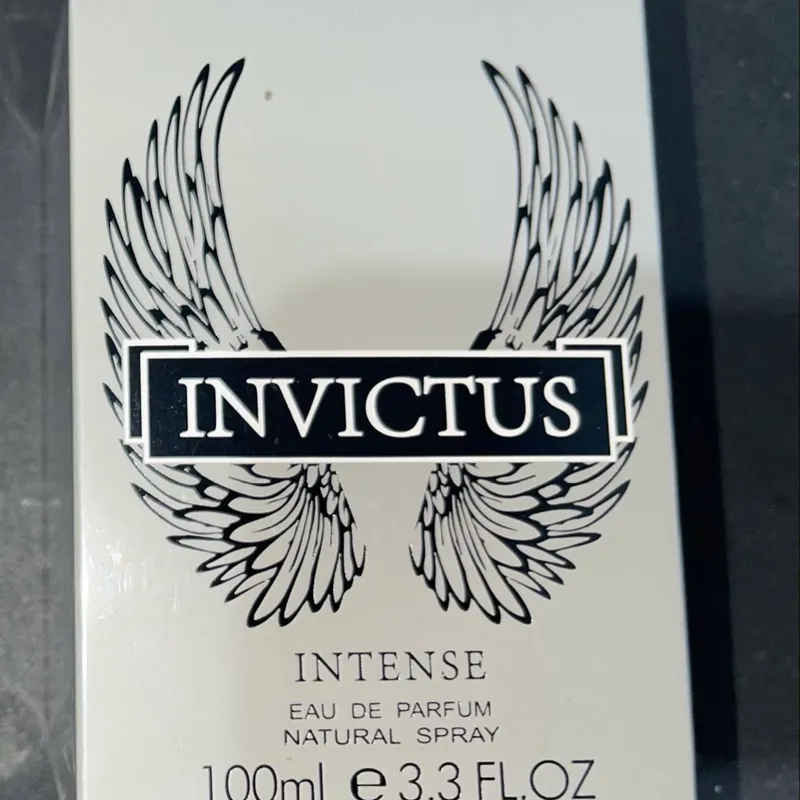 INVICTUS
INTENSE
EAU DE PARFUM
NATURAL SPRAY
100ml e 3.3 FL.OZ